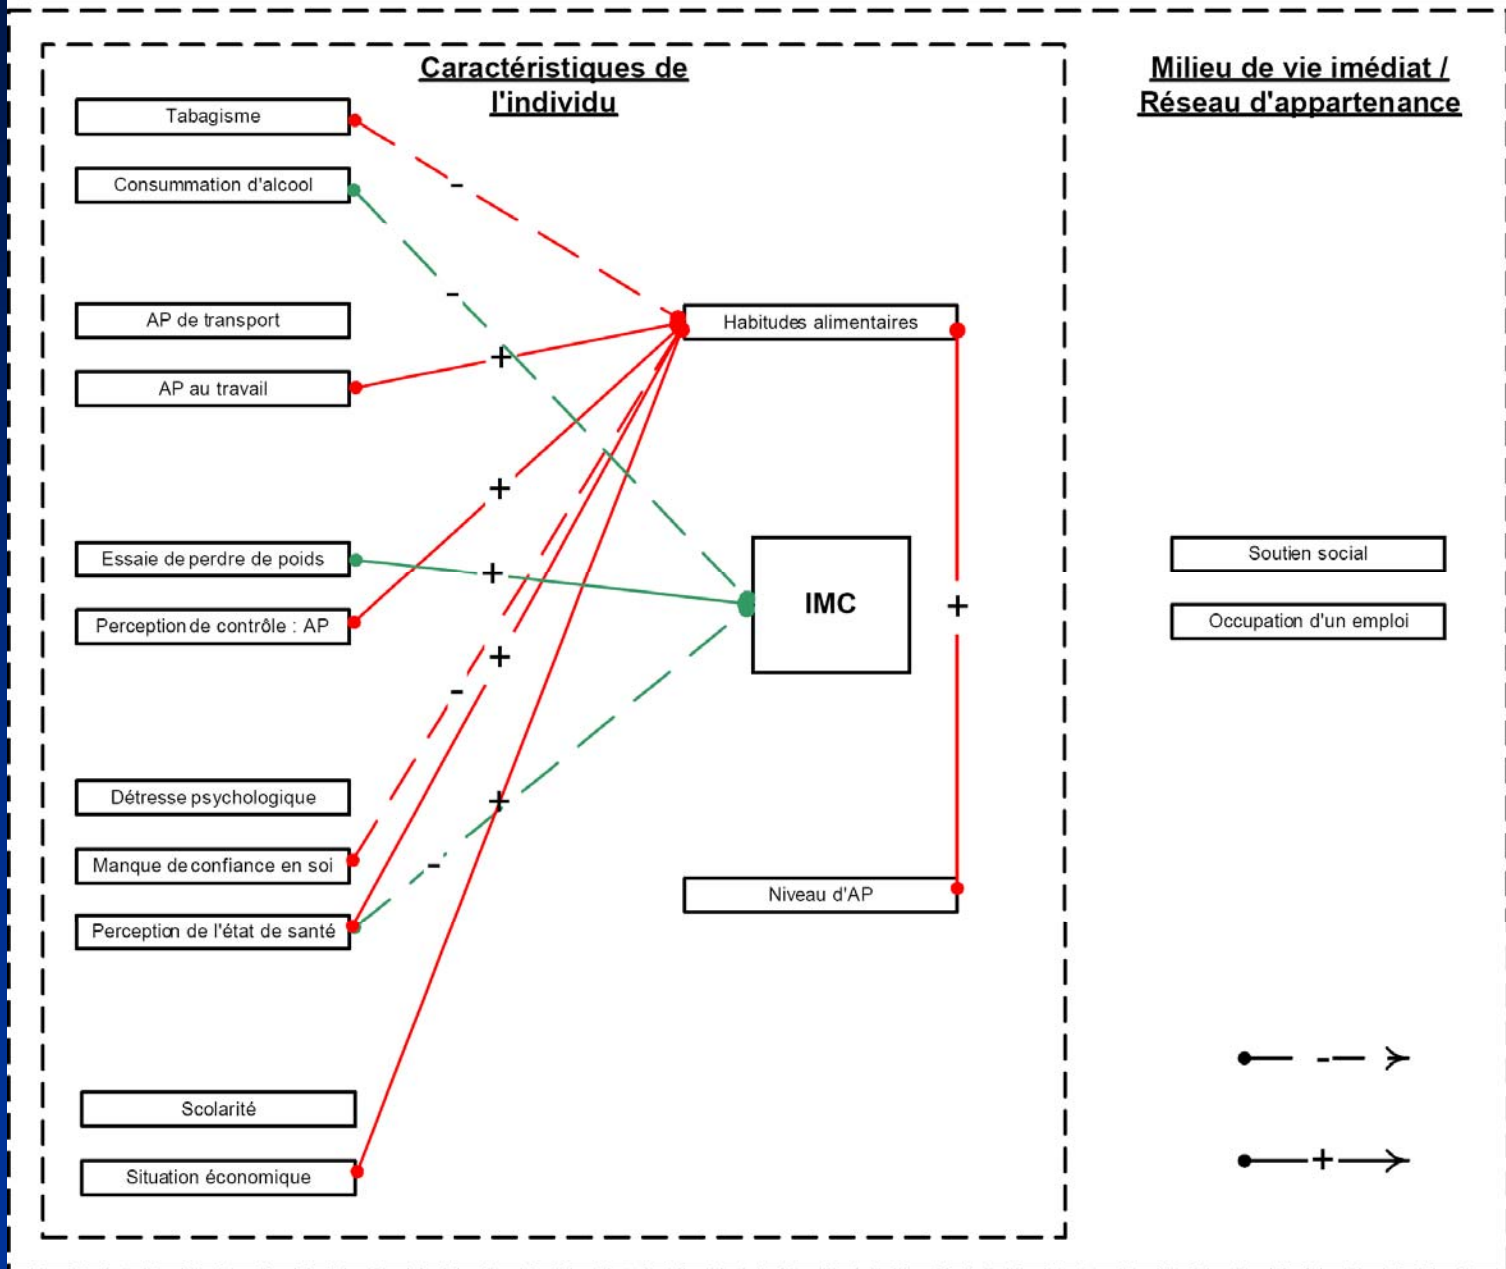 Caractéristiques de
l'individu
Milieu de vie imédiat /
Réseau d'appartenance
Tabagisme
-
Consummation d'alcool
-
AP de transport
Habitudes alimentaires
+
AP au travail
+
Essaie de perdre de poids
+
Perception de contrôle : AP
IMC
+
Soutien social
Occupation d'un emploi
+
-
Détresse psychologique
+
Manque de confiance en soi
-
Perception de l'état de santé
Niveau d'AP
Scolarité
Situation économique
-
+